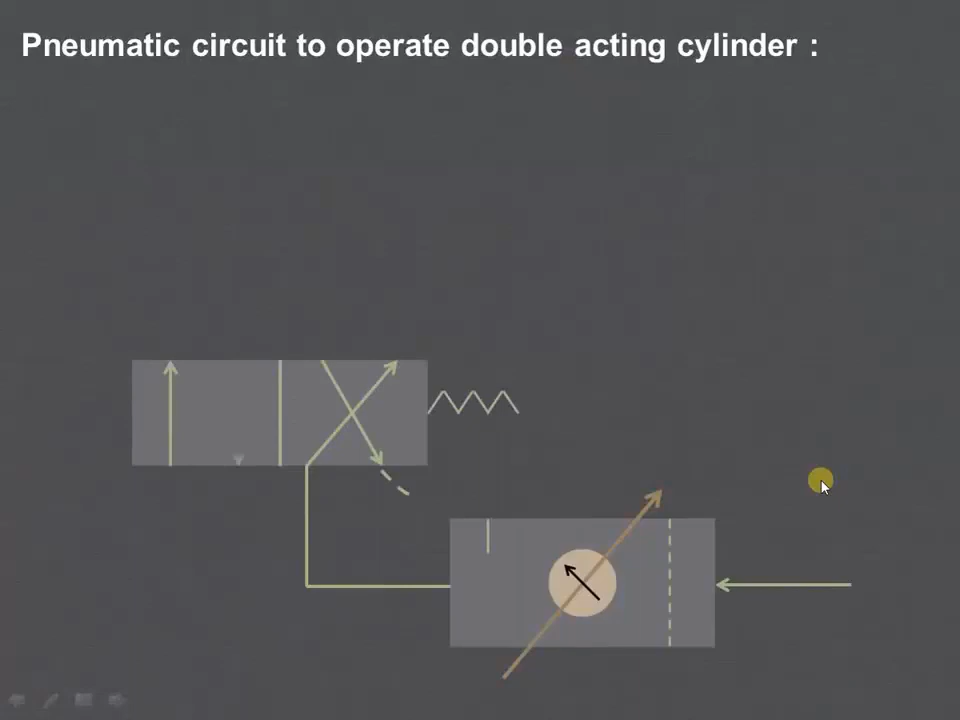 Pneumatic circuit to operate double acting cylinder :